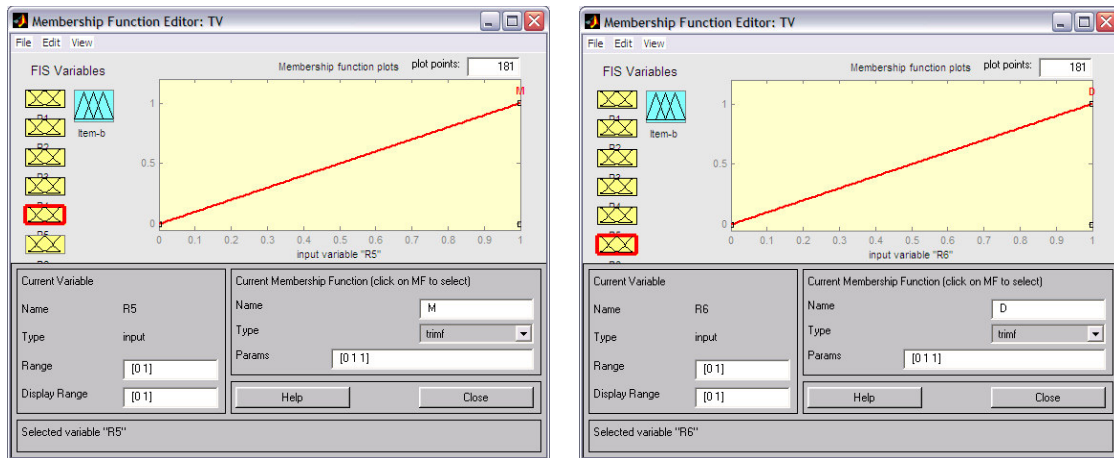 Membership Function Editor: TV
File Edit View
FIS Variables
Membership function plots
plot points:
181
R2
Item-b
M
1
0.5
0
0 0.1 0.2 0.3 0.4 0.5 0.6 0.7 0.8 0.9 1
input variable "R5"
Current Variable
Name R5
Type input
Range [0 1]
Display Range [0 1]
Current Membership Function (click on MF to select)
Name M
Type trimf
Params [0 1 1]
Help Close
Selected variable "R5"
Membership Function Editor: TV
File Edit View
FIS Variables
Membership function plots
plot points:
181
R2
Item-b
D
1
0.5
0
0 0.1 0.2 0.3 0.4 0.5 0.6 0.7 0.8 0.9 1
input variable "R6"
Current Variable
Name R6
Type input
Range [0 1]
Display Range [0 1]
Current Membership Function (click on MF to select)
Name D
Type trimf
Params [0 1 1]
Help Close
Selected variable "R6"